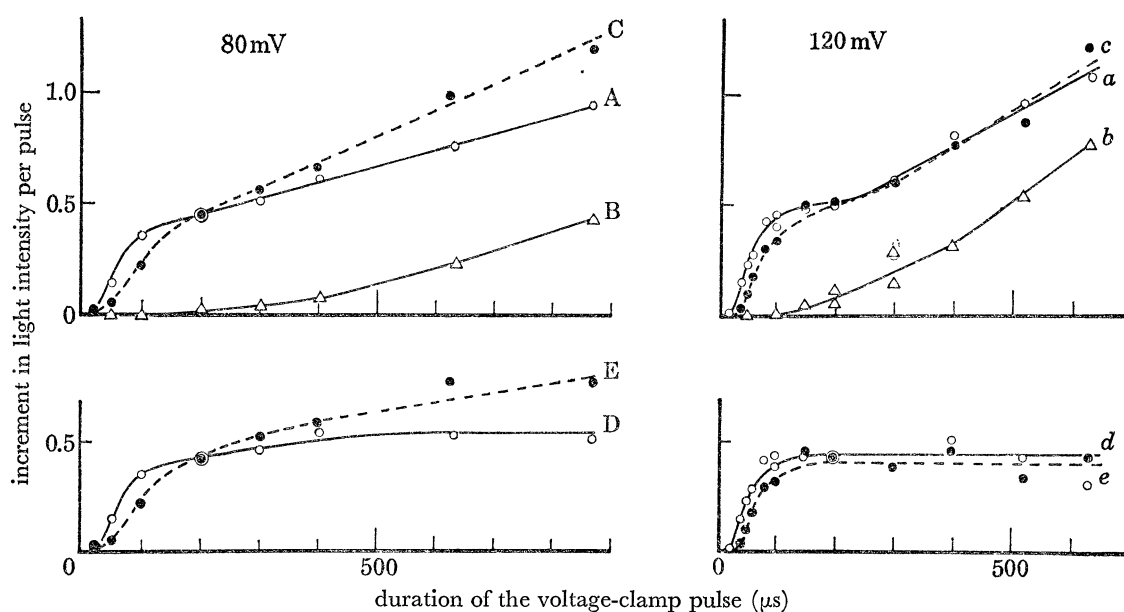 80 mV
120 mV
C
A
B
c
a
b
1.0
0.5
0
increment in light intensity per pulse
E
D
d
e
0.5
0
500
0
500
duration of the voltage-clamp pulse (µs)